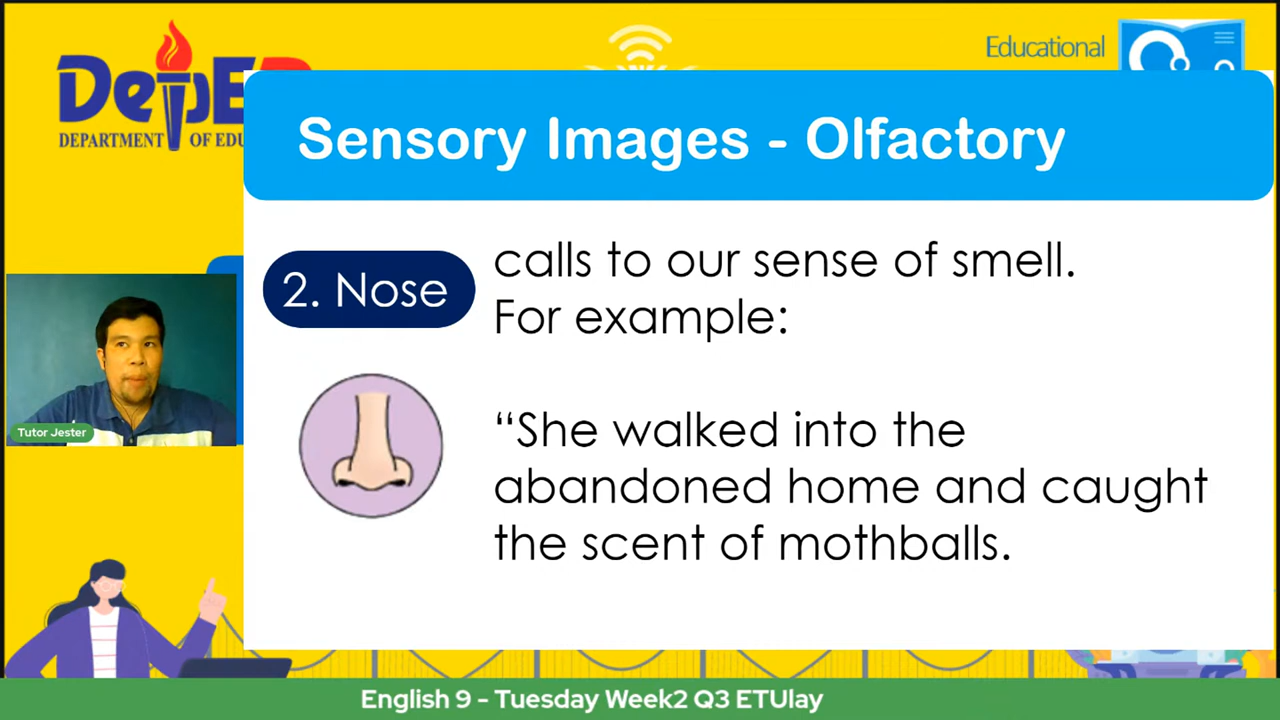 DepED
DEPARTMENT OF EDU
Educational
Sensory Images - Olfactory
2. Nose
calls to our sense of smell.
For example:
“She walked into the
abandoned home and caught
the scent of mothballs.
Tutor Jester
English 9 - Tuesday Week2 Q3 ETUlay